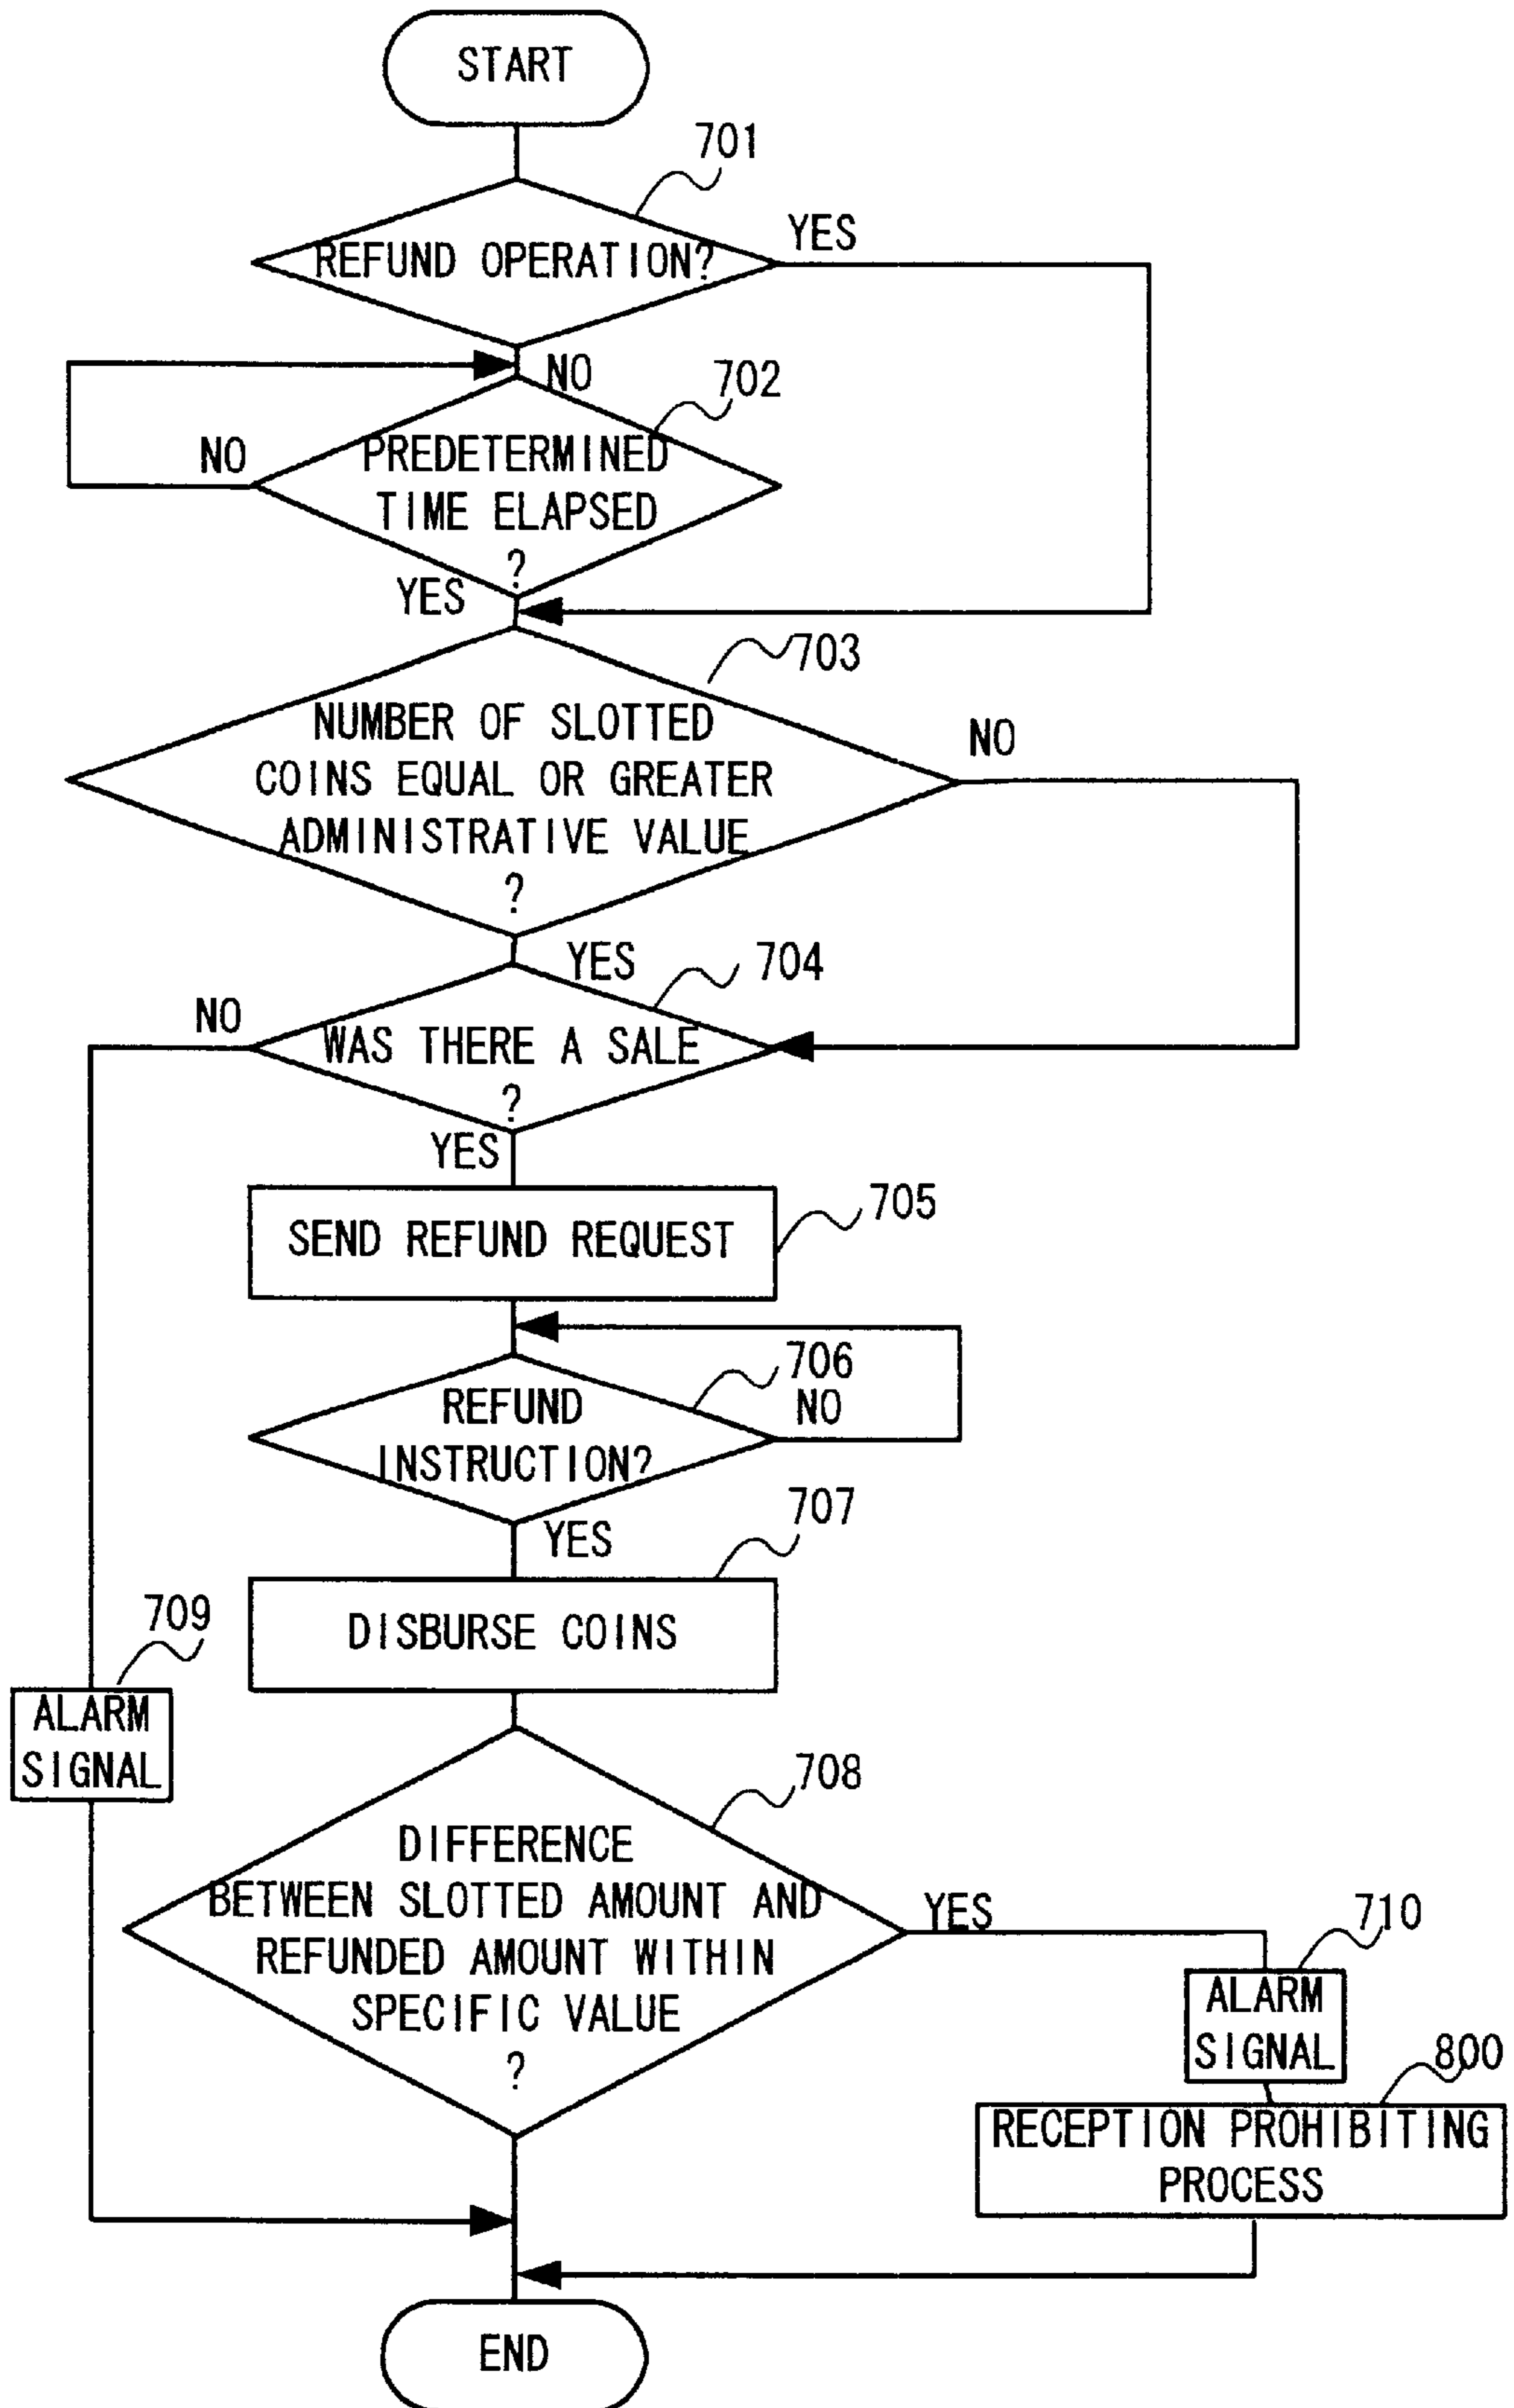 START
701
REFUND OPERATION?
YES
NO
702
NO
PREDETERMINED
TIME ELAPSED
?
YES
703
NUMBER OF SLOTTED
COINS EQUAL OR GREATER
ADMINISTRATIVE VALUE
?
NO
YES
704
NO
WAS THERE A SALE
?
YES
SEND REFUND REQUEST
705
706
REFUND
INSTRUCTION?
NO
YES
707
DISBURSE COINS
709
ALARM
SIGNAL
708
DIFFERENCE
BETWEEN SLOTTED AMOUNT AND
REFUNDED AMOUNT WITHIN
SPECIFIC VALUE
?
YES
710
ALARM
SIGNAL
800
RECEPTION PROHIBITING
PROCESS
END